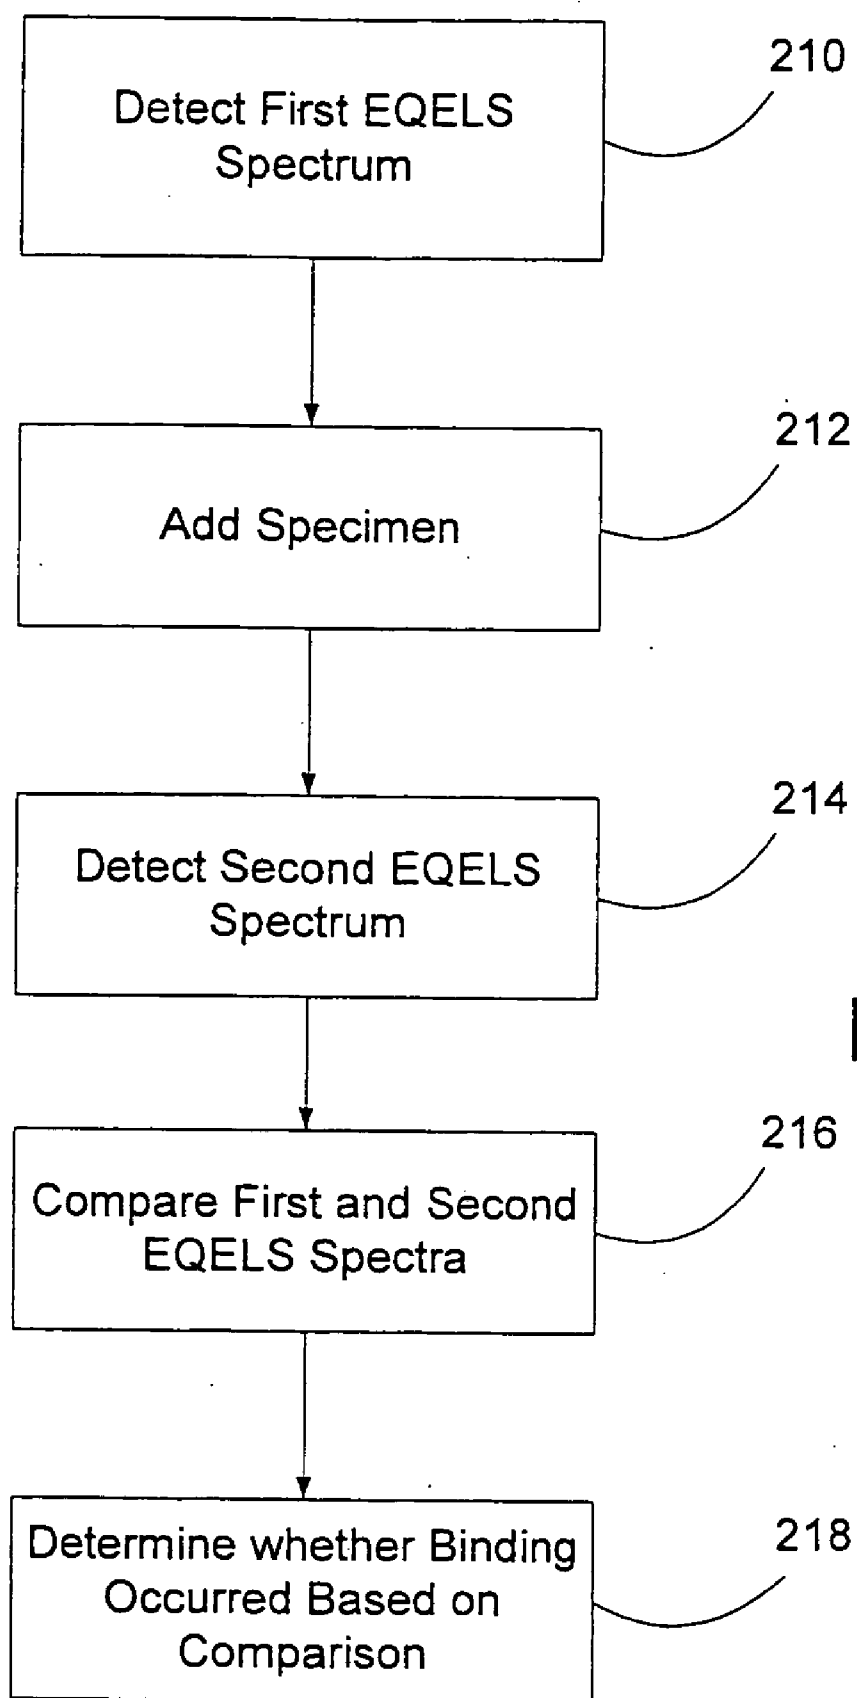 Detect First EQELS
Spectrum
210
Add Specimen
212
Detect Second EQELS
Spectrum
214
Compare First and Second
EQELS Spectra
216
Determine whether Binding
Occurred Based on
Comparison
218